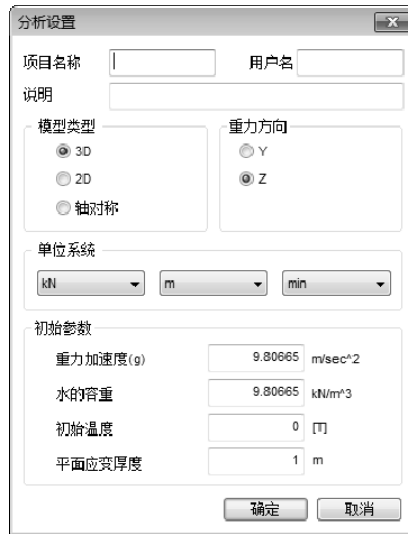 分析设置
项目名称 用户名
说明
模型类型 重力方向
3D Y
2D Z
轴对称
单位系统
kN m min
初始参数
重力加速度(g) 9.80665 m/sec^2
水的容重 9.80665 kN/m^3
初始温度 0 [T]
平面应变厚度 1 m
确定 取消